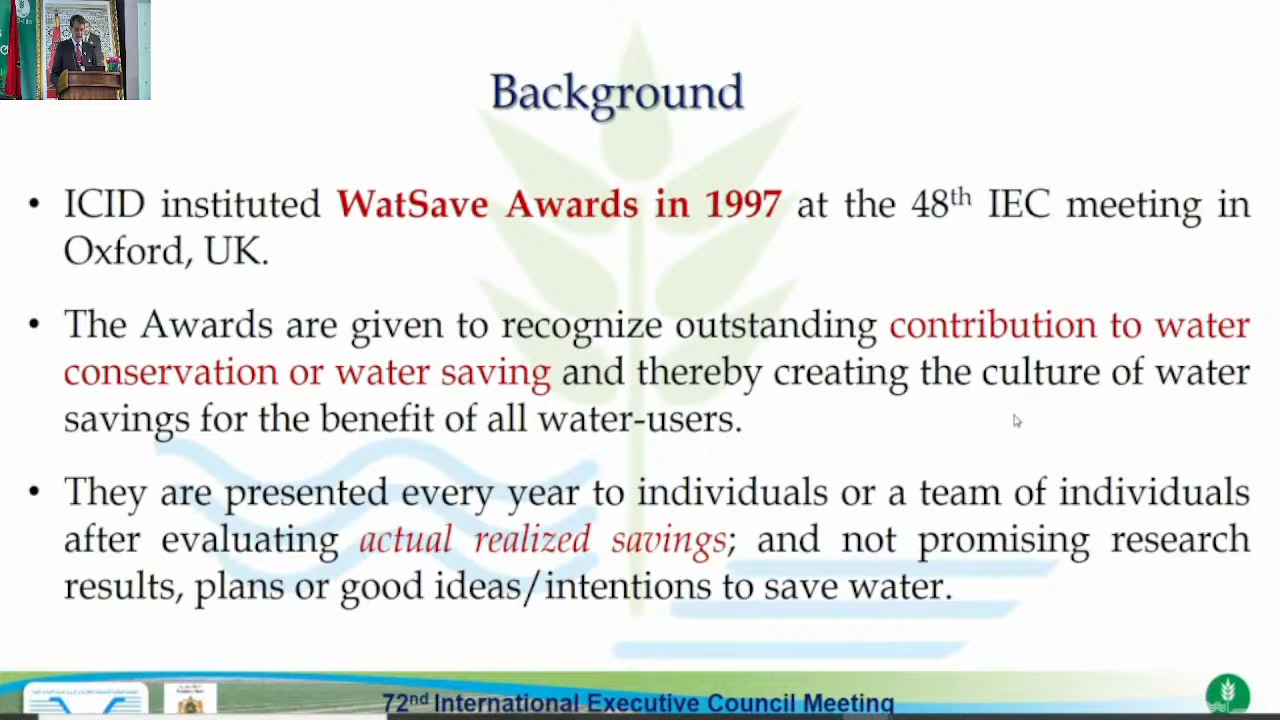 Background
• ICID instituted WatSave Awards in 1997 at the 48th IEC meeting in
Oxford, UK.
• The Awards are given to recognize outstanding contribution to water
conservation or water saving and thereby creating the culture of water
savings for the benefit of all water-users.
• They are presented every year to individuals or a team of individuals
after evaluating actual realized savings; and not promising research
results, plans or good ideas/intentions to save water.
72nd International Executive Council Meeting